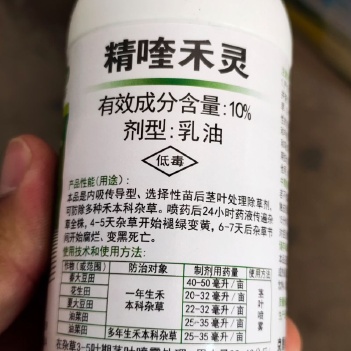 精喹禾灵
有效成分含量:10%
剂型:乳油
低毒
产品性能(用途):
本品是内吸传导型、选择性苗后茎叶处理除草剂,
可防除多种禾本科杂草。喷药后24小时药液传遍杂
草全株,4-5天杂草开始褪绿变黄,6-7天后杂草节
间开始腐烂、变黑死亡。
使用技术和使用方法:
作物(或范围) 防治对象 制剂用药量 使用方法
春大豆田 一年生禾本科杂草 40-50毫升/亩 茎叶喷雾
花生田 20-32毫升/亩
夏大豆田 22-32毫升/亩
油菜田 25-35毫升/亩
油菜田 多年生禾本科杂草 25-35毫升/亩